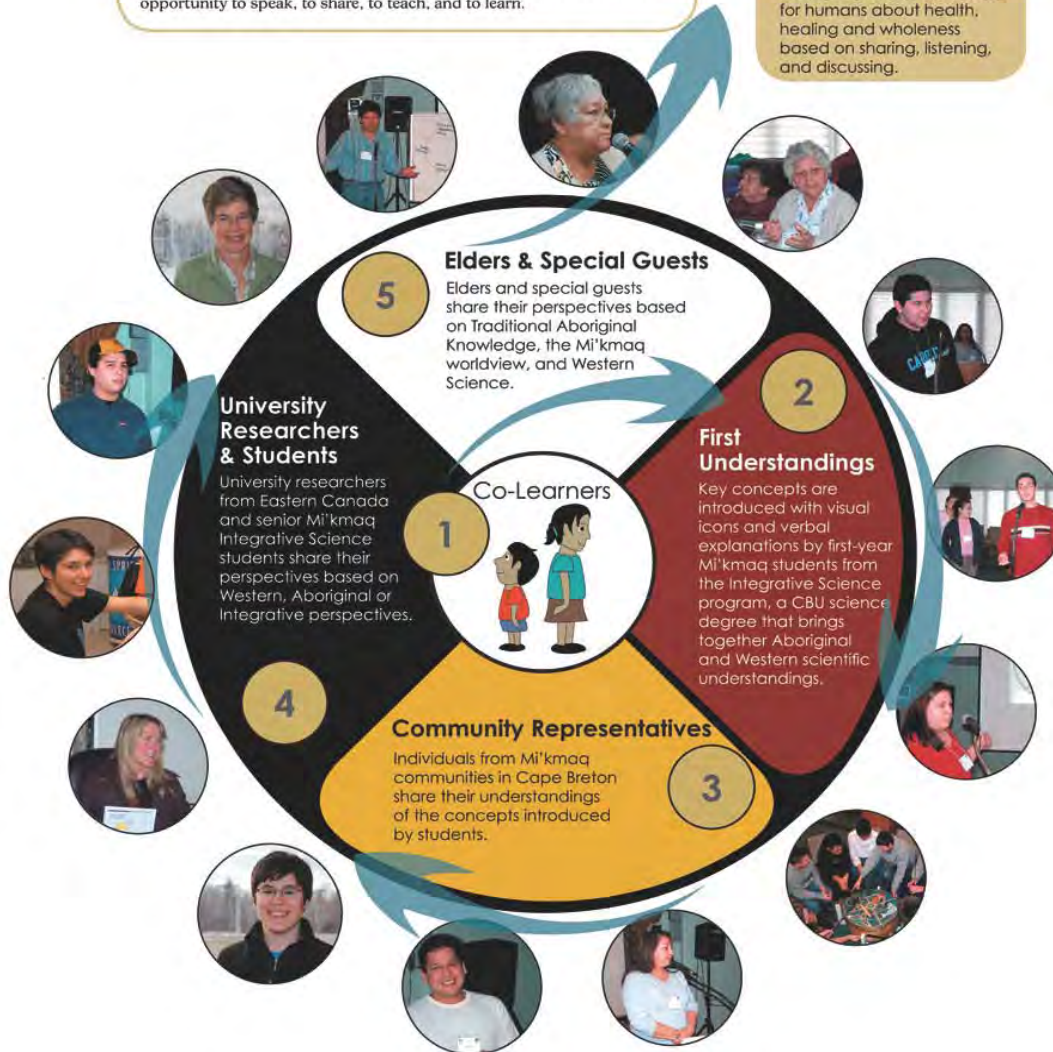 opportunity to speak, to share, to teach, and to learn.
for humans about health,
healing and wholeness
based on sharing, listening,
and discussing.
5
Elders & Special Guests
Elders and special guests
share their perspectives based
on Traditional Aboriginal
Knowledge, the Mi'kmaq
worldview, and Western
Science.
1
Co-Learners
2
First
Understandings
Key concepts are
introduced with visual
icons and verbal
explanations by first-year
Mi'kmaq students from
the Integrative Science
program, a CBU science
degree that brings
together Aboriginal
and Western scientific
understandings.
3
Community Representatives
Individuals from Mi'kmaq
communities in Cape Breton
share their understandings
of the concepts introduced
by students.
4
University
Researchers
& Students
University researchers
from Eastern Canada
and senior Mi'kmaq
Integrative Science
students share their
perspectives based on
Western, Aboriginal or
Integrative perspectives.